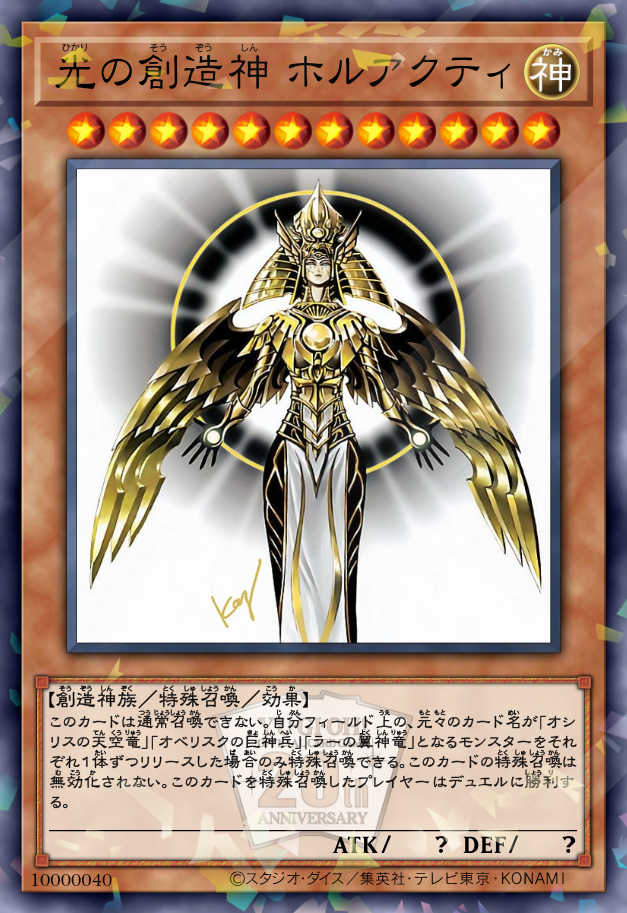 光の創造神 ホルアクティ
神
Kaz
【創造神族／特殊召喚／効果】
このカードは通常召喚できない。自分フィールド上の、元々のカード名が「オシ
リスの天空竜」「オベリスクの巨神兵」「ラーの翼神竜」となるモンスターをそれ
ぞれ1体ずつリリースした場合のみ特殊召喚できる。このカードの特殊召喚は
無効化されない。このカードを特殊召喚したプレイヤーはデュエルに勝利す
る。
20th
ANNIVERSARY
ATK/ ? DEF/ ?
10000040
©スタジオ・ダイス／集英社・テレビ東京・KONAMI